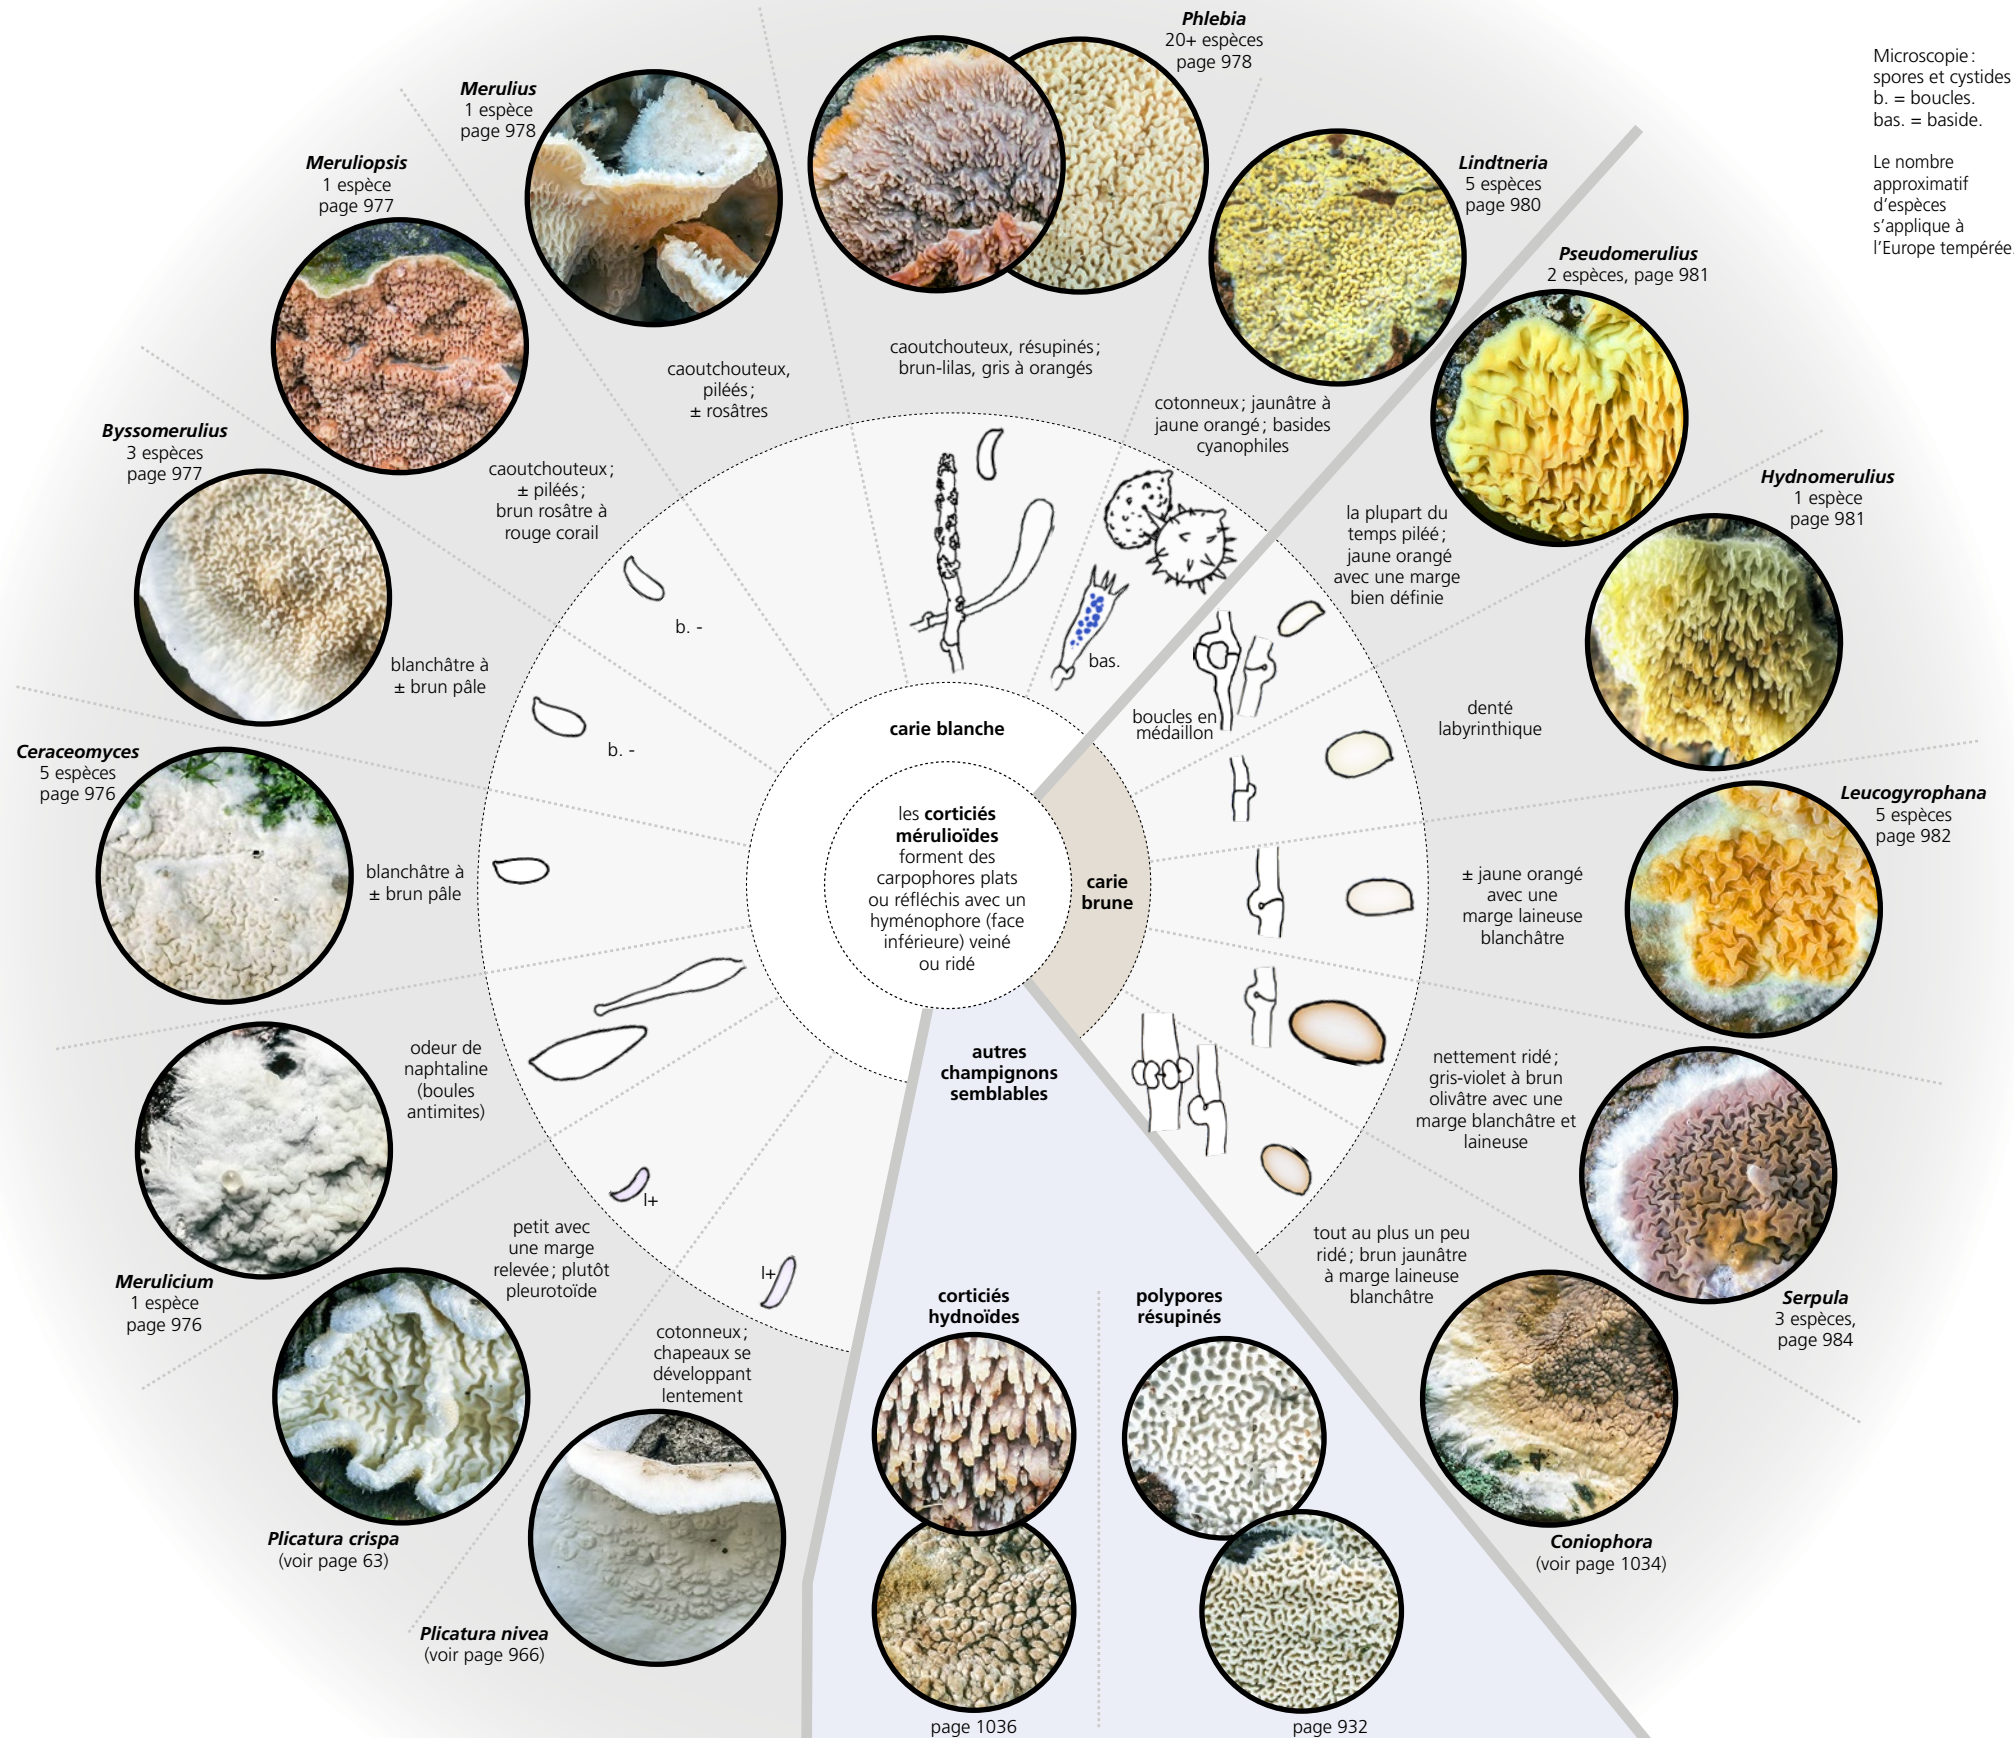 Phlebia
20+ espèces
page 978
Microscopie :
spores et cystides
b. = boucles.
bas. = baside.
Le nombre
approximatif
d’espèces
s’applique à
l’Europe tempérée.
Merulius
1 espèce
page 978
Meruliopsis
1 espèce
page 977
Byssomerulius
3 espèces
page 977
Ceraceomyces
5 espèces
page 976
Merulicium
1 espèce
page 976
Plicatura crispa
(voir page 63)
Plicatura nivea
(voir page 966)
Lindtneria
5 espèces
page 980
Pseudomerulius
2 espèces, page 981
Hydnomerulius
1 espèce
page 981
Leucogyrophana
5 espèces
page 982
Serpula
3 espèces,
page 984
Coniophora
(voir page 1034)
caoutchouteux, résupinés ;
brun-lilas, gris à orangés
caoutchouteux,
piléés ;
± rosâtres
caoutchouteux ;
± piléés ;
brun rosâtre à
rouge corail
blanchâtre à
± brun pâle
blanchâtre à
± brun pâle
odeur de
naphtaline
(boules
antimites)
petit avec
une marge
relevée ; plutôt
pleurotoïde
cotonneux ;
chapeaux se
développant
lentement
cotonneux ; jaunâtre à
jaune orangé ; basides
cyanophiles
la plupart du
temps piléé ;
jaune orangé
avec une marge
bien définie
denté
labyrinthique
± jaune orangé
avec une
marge laineuse
blanchâtre
nettement ridé ;
gris-violet à brun
olivâtre avec une
marge blanchâtre et
laineuse
tout au plus un peu
ridé ; brun jaunâtre
à marge laineuse
blanchâtre
b. -
b. -
I+
I+
bas.
boucles en
médaillon
carie blanche
les corticiés
mérulioïdes
forment des
carpophores plats
ou réfléchis avec un
hyménophore (face
inférieure) veiné
ou ridé
carie
brune
autres
champignons
semblables
corticiés
hydnoïdes
page 1036
polypores
résupinés
page 932